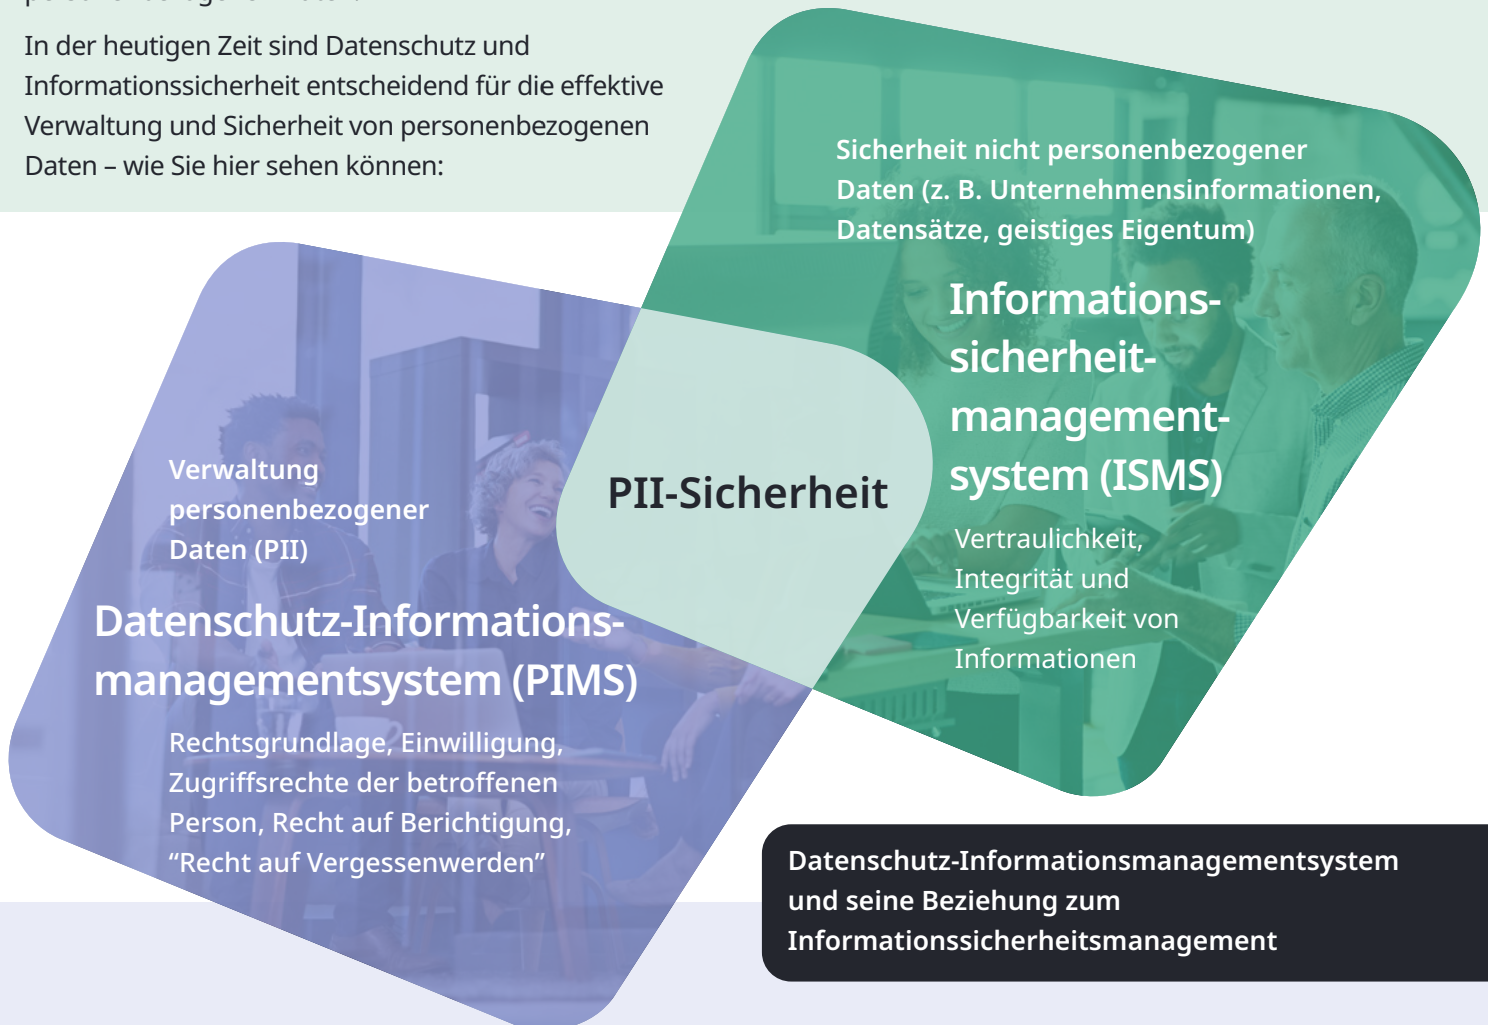 In der heutigen Zeit sind Datenschutz und
Informationssicherheit entscheidend für die effektive
Verwaltung und Sicherheit von personenbezogenen
Daten – wie Sie hier sehen können:
Sicherheit nicht personenbezogener
Daten (z. B. Unternehmensinformationen,
Datensätze, geistiges Eigentum)
Informations-
sicherheit-
management-
system (ISMS)
Vertraulichkeit,
Integrität und
Verfügbarkeit von
Informationen
PII-Sicherheit
Verwaltung
personenbezogener
Daten (PII)
Datenschutz-Informations-
managementsystem (PIMS)
Rechtsgrundlage, Einwilligung,
Zugriffsrechte der betroffenen
Person, Recht auf Berichtigung,
“Recht auf Vergessenwerden”
Datenschutz-Informationsmanagementsystem
und seine Beziehung zum
Informationssicherheitsmanagement